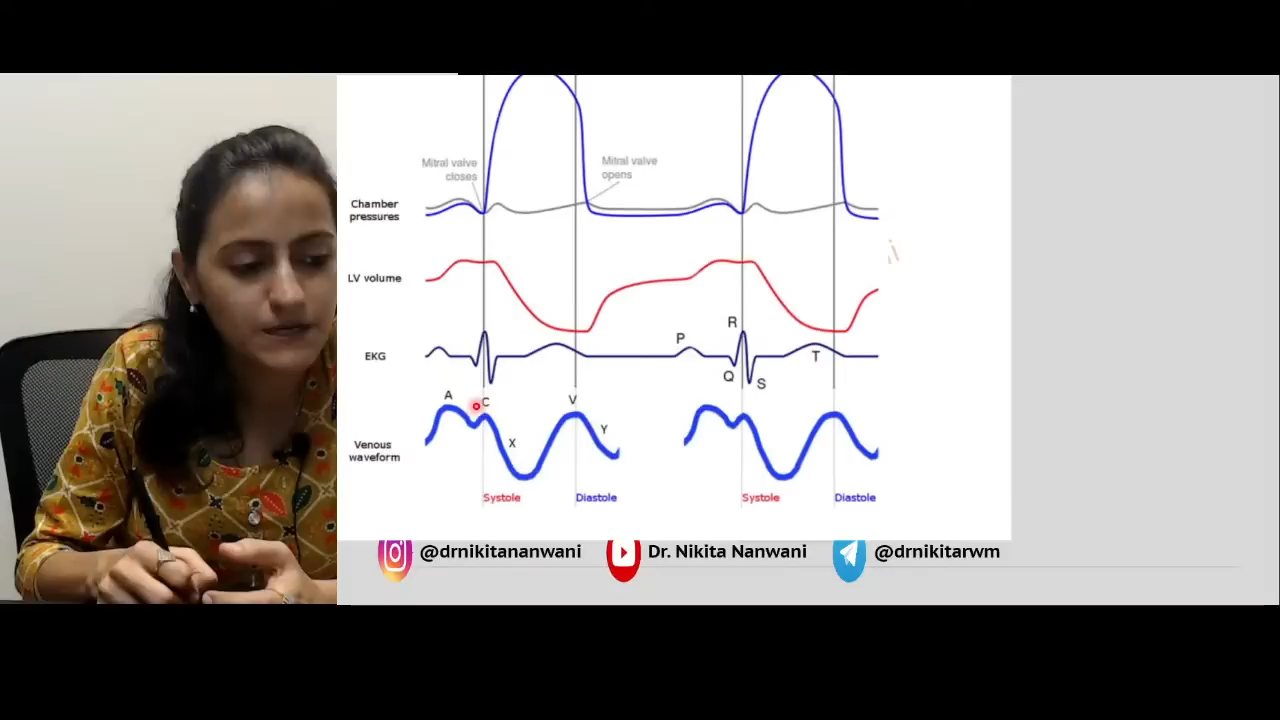 Mitral valve
closes
Mitral valve
opens
Chamber
pressures
LV volume
R
P
EKG
T
Q
S
A
C
V
X
Y
Venous
waveform
Systole
Diastole
Systole
Diastole
@drnikitananwani
Dr. Nikita Nanwani
@drnikitarwm